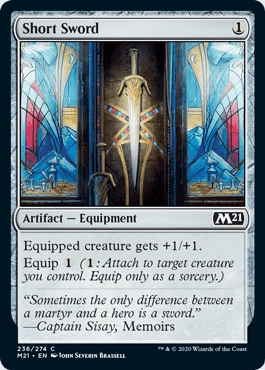 Short Sword 1
Artifact — Equipment M21
Equipped creature gets +1/+1.
Equip 1 (1: Attach to target creature
you control. Equip only as a sorcery.)
“Sometimes the only difference between
a martyr and a hero is a sword.”
—Captain Sisay, Memoirs
236/274 C
M21 • EN John Severin Brassell
™ & © 2020 Wizards of the Coast